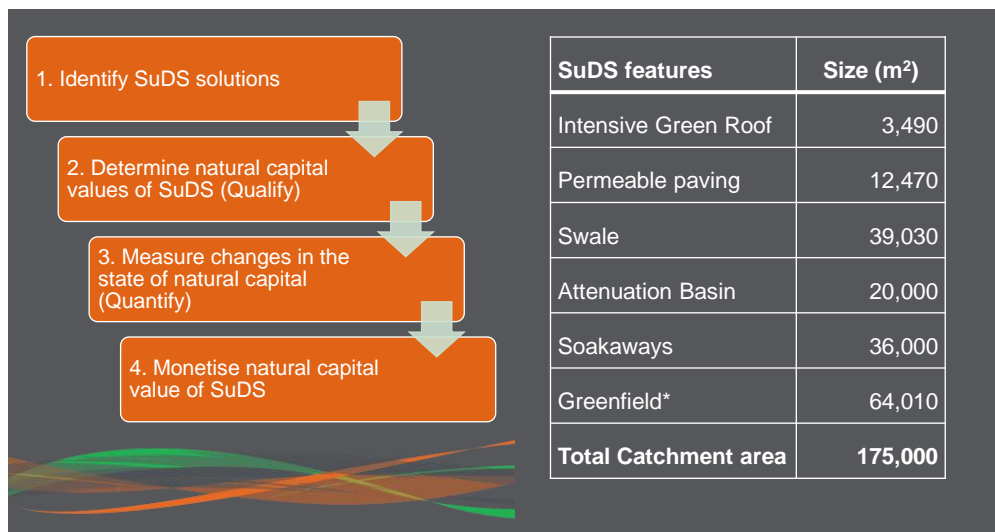 1. Identify SuDS solutions
2. Determine natural capital
values of SuDS (Qualify)
3. Measure changes in the
state of natural capital
(Quantify)
4. Monetise natural capital
value of SuDS
SuDS features Size (m²)
Intensive Green Roof 3,490
Permeable paving 12,470
Swale 39,030
Attenuation Basin 20,000
Soakaways 36,000
Greenfield* 64,010
Total Catchment area 175,000